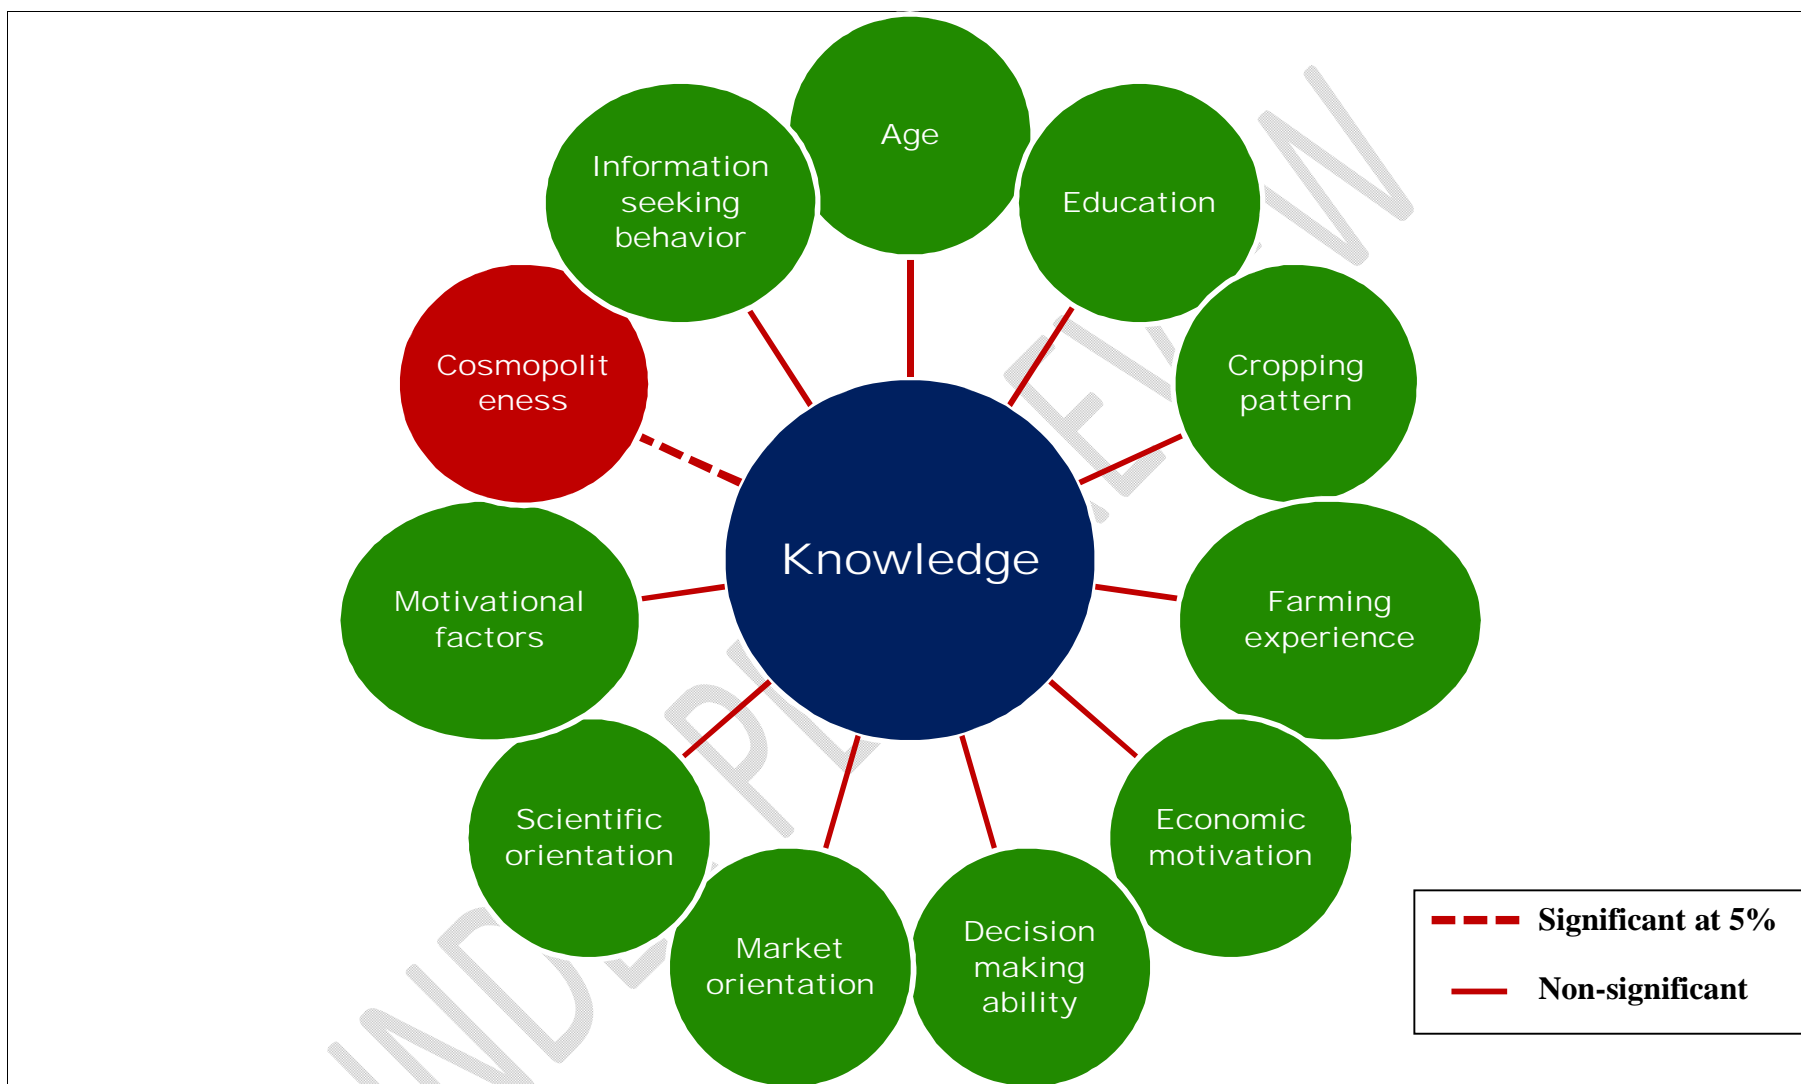 Age
Information
seeking
behavior
Education
Cosmopolit
eness
Cropping
pattern
Knowledge
Motivational
factors
Farming
experience
Scientific
orientation
Economic
motivation
Market
orientation
Decision
making
ability
Significant at 5%
Non-significant